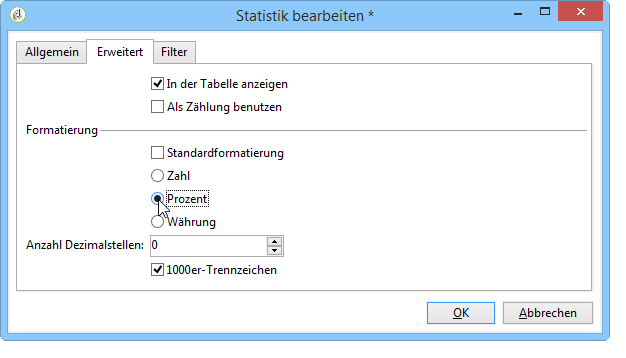 Statistik bearbeiten *
Allgemein Erweitert Filter
In der Tabelle anzeigen
Als Zählung benutzen
Formatierung
Standardformatierung
Zahl
Prozent
Währung
Anzahl Dezimalstellen: 0
1000er-Trennzeichen
OK Abbrechen